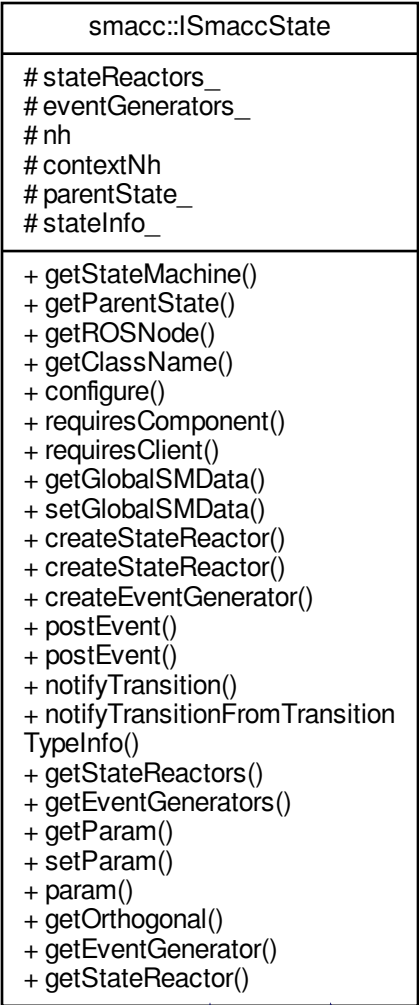 smacc::ISmaccState
# stateReactors_
# eventGenerators_
# nh
# contextNh
# parentState_
# stateInfo_
+ getStateMachine()
+ getParentState()
+ getROSNode()
+ getClassName()
+ configure()
+ requiresComponent()
+ requiresClient()
+ getGlobalSMData()
+ setGlobalSMData()
+ createStateReactor()
+ createStateReactor()
+ createEventGenerator()
+ postEvent()
+ postEvent()
+ notifyTransition()
+ notifyTransitionFromTransition
TypeInfo()
+ getStateReactors()
+ getEventGenerators()
+ getParam()
+ setParam()
+ param()
+ getOrthogonal()
+ getEventGenerator()
+ getStateReactor()